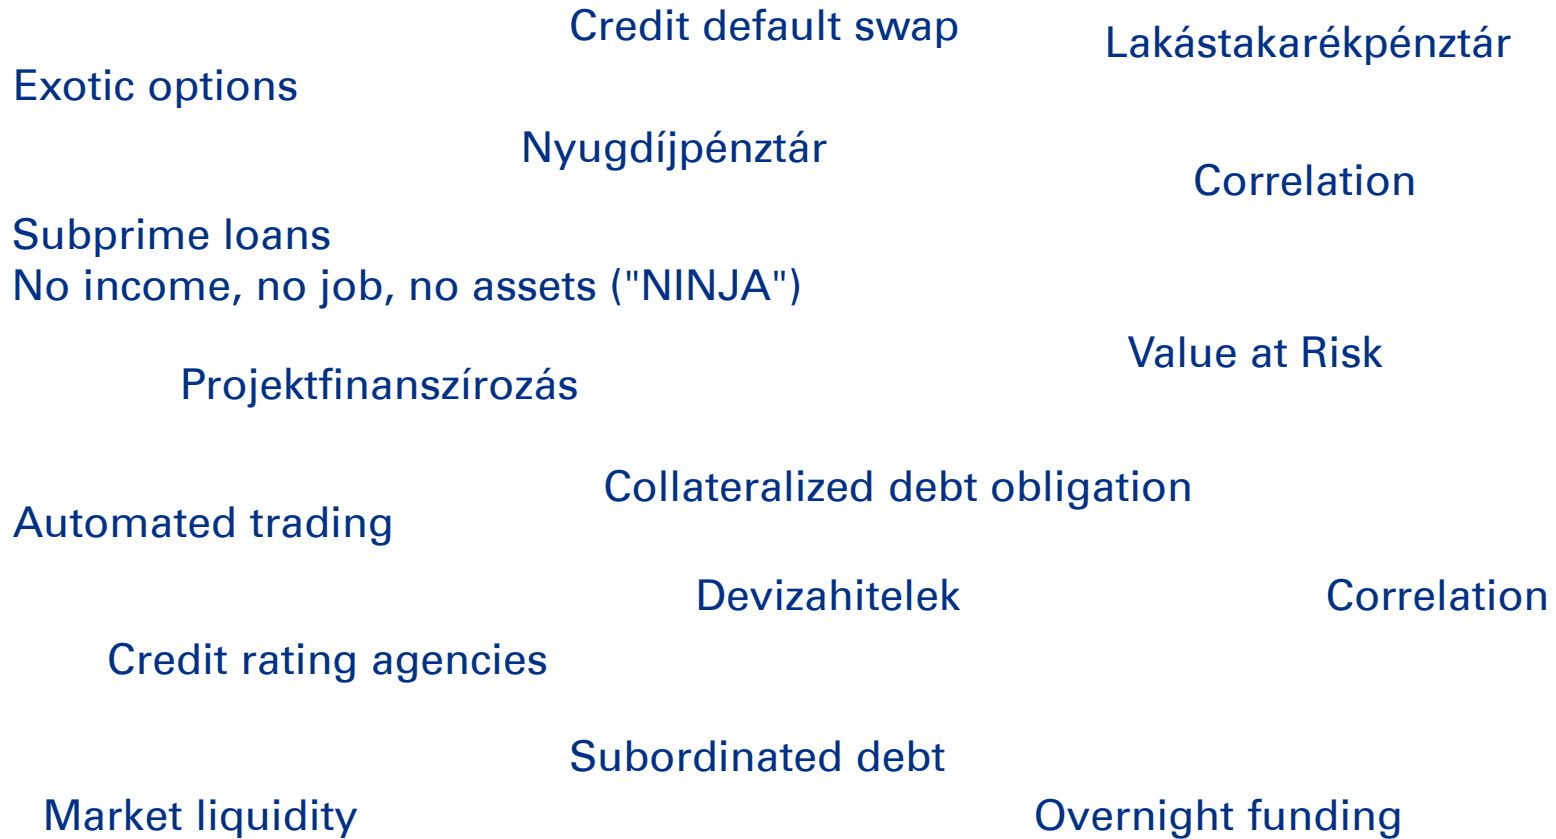 Credit default swap
Lakástakarékpénztár
Exotic options
Nyugdíjpénztár
Correlation
Subprime loans
No income, no job, no assets ("NINJA")
Value at Risk
Projektfinanszírozás
Collateralized debt obligation
Automated trading
Devizahitelek
Correlation
Credit rating agencies
Subordinated debt
Market liquidity
Overnight funding